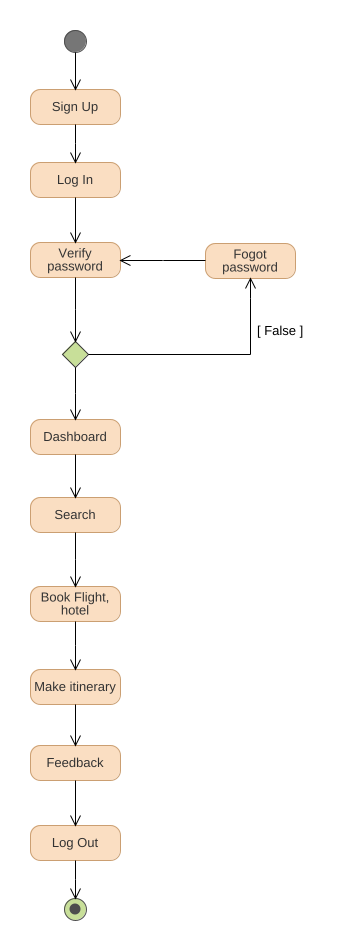 Sign Up
Log In
Verify
password
Fogot
password
[ False ]
Dashboard
Search
Book Flight,
hotel
Make itinerary
Feedback
Log Out